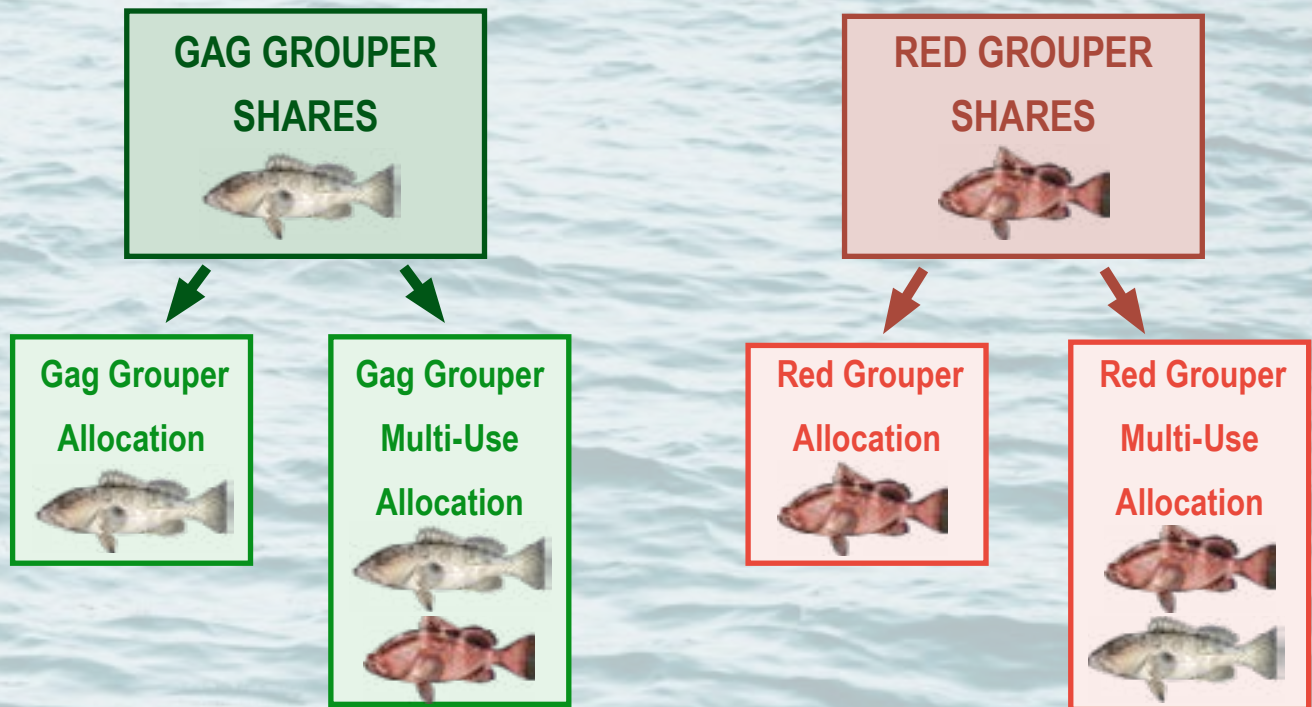 GAG GROUPER
SHARES
RED GROUPER
SHARES
Gag Grouper
Allocation
Gag Grouper
Multi-Use
Allocation
Red Grouper
Allocation
Red Grouper
Multi-Use
Allocation